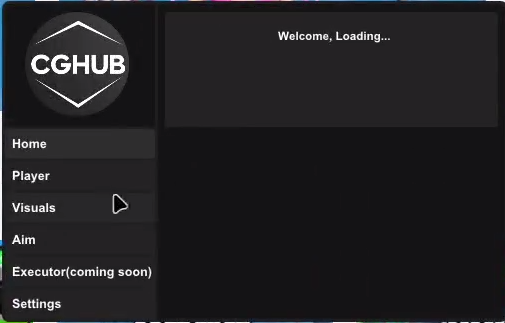 CGHUB
Welcome, Loading...
Home
Player
Visuals
Aim
Executor(coming soon)
Settings